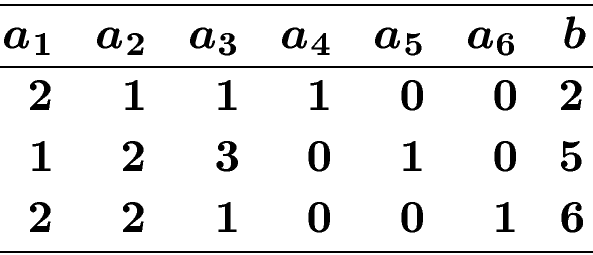 a₁ a₂ a₃ a₄ a₅ a₆ b
2 1 1 1 0 0 2
1 2 3 0 1 0 5
2 2 1 0 0 1 6